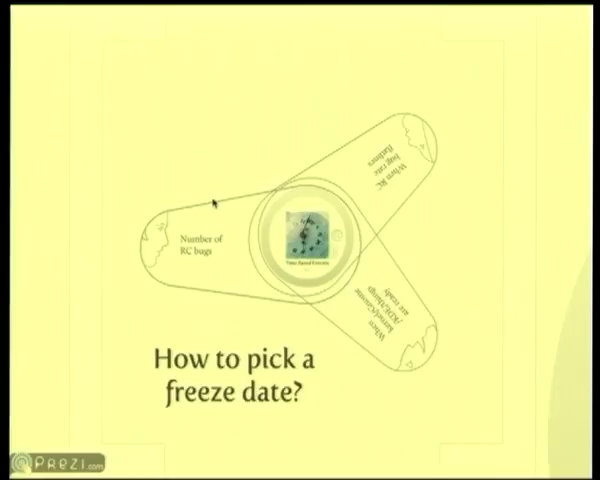 When RC
bug rate
flatlines
Number of
RC bugs
When
kernel/Gnome
/KDE/things
are ready
How to pick a
freeze date?
PREZI.com